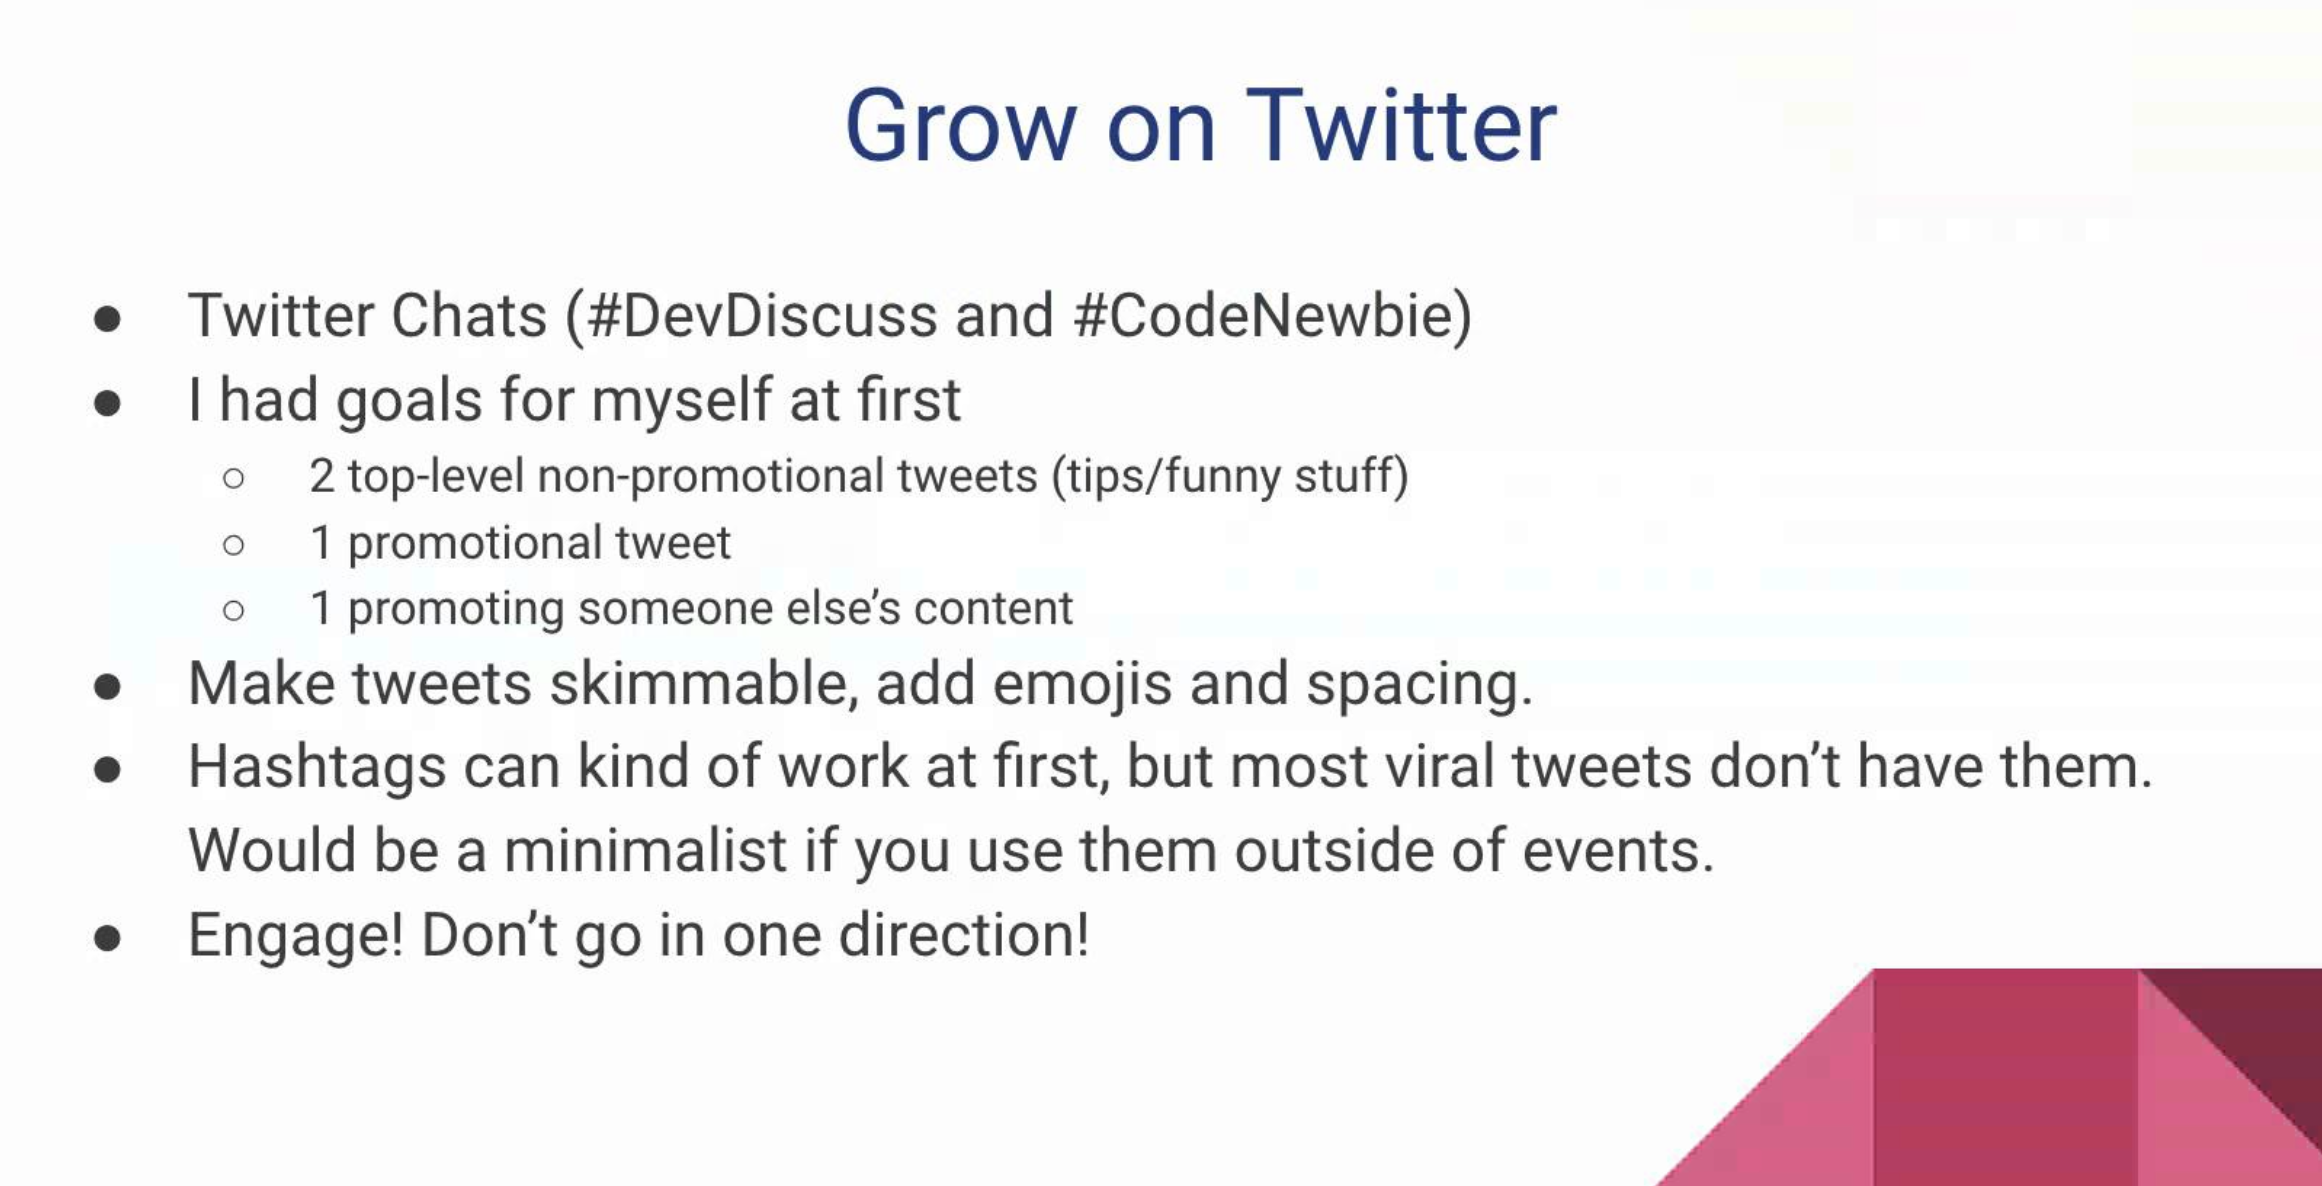 Grow on Twitter
● Twitter Chats (#DevDiscuss and #CodeNewbie)
● I had goals for myself at first
○ 2 top-level non-promotional tweets (tips/funny stuff)
○ 1 promotional tweet
○ 1 promoting someone else’s content
● Make tweets skimmable, add emojis and spacing.
● Hashtags can kind of work at first, but most viral tweets don’t have them.
Would be a minimalist if you use them outside of events.
● Engage! Don’t go in one direction!